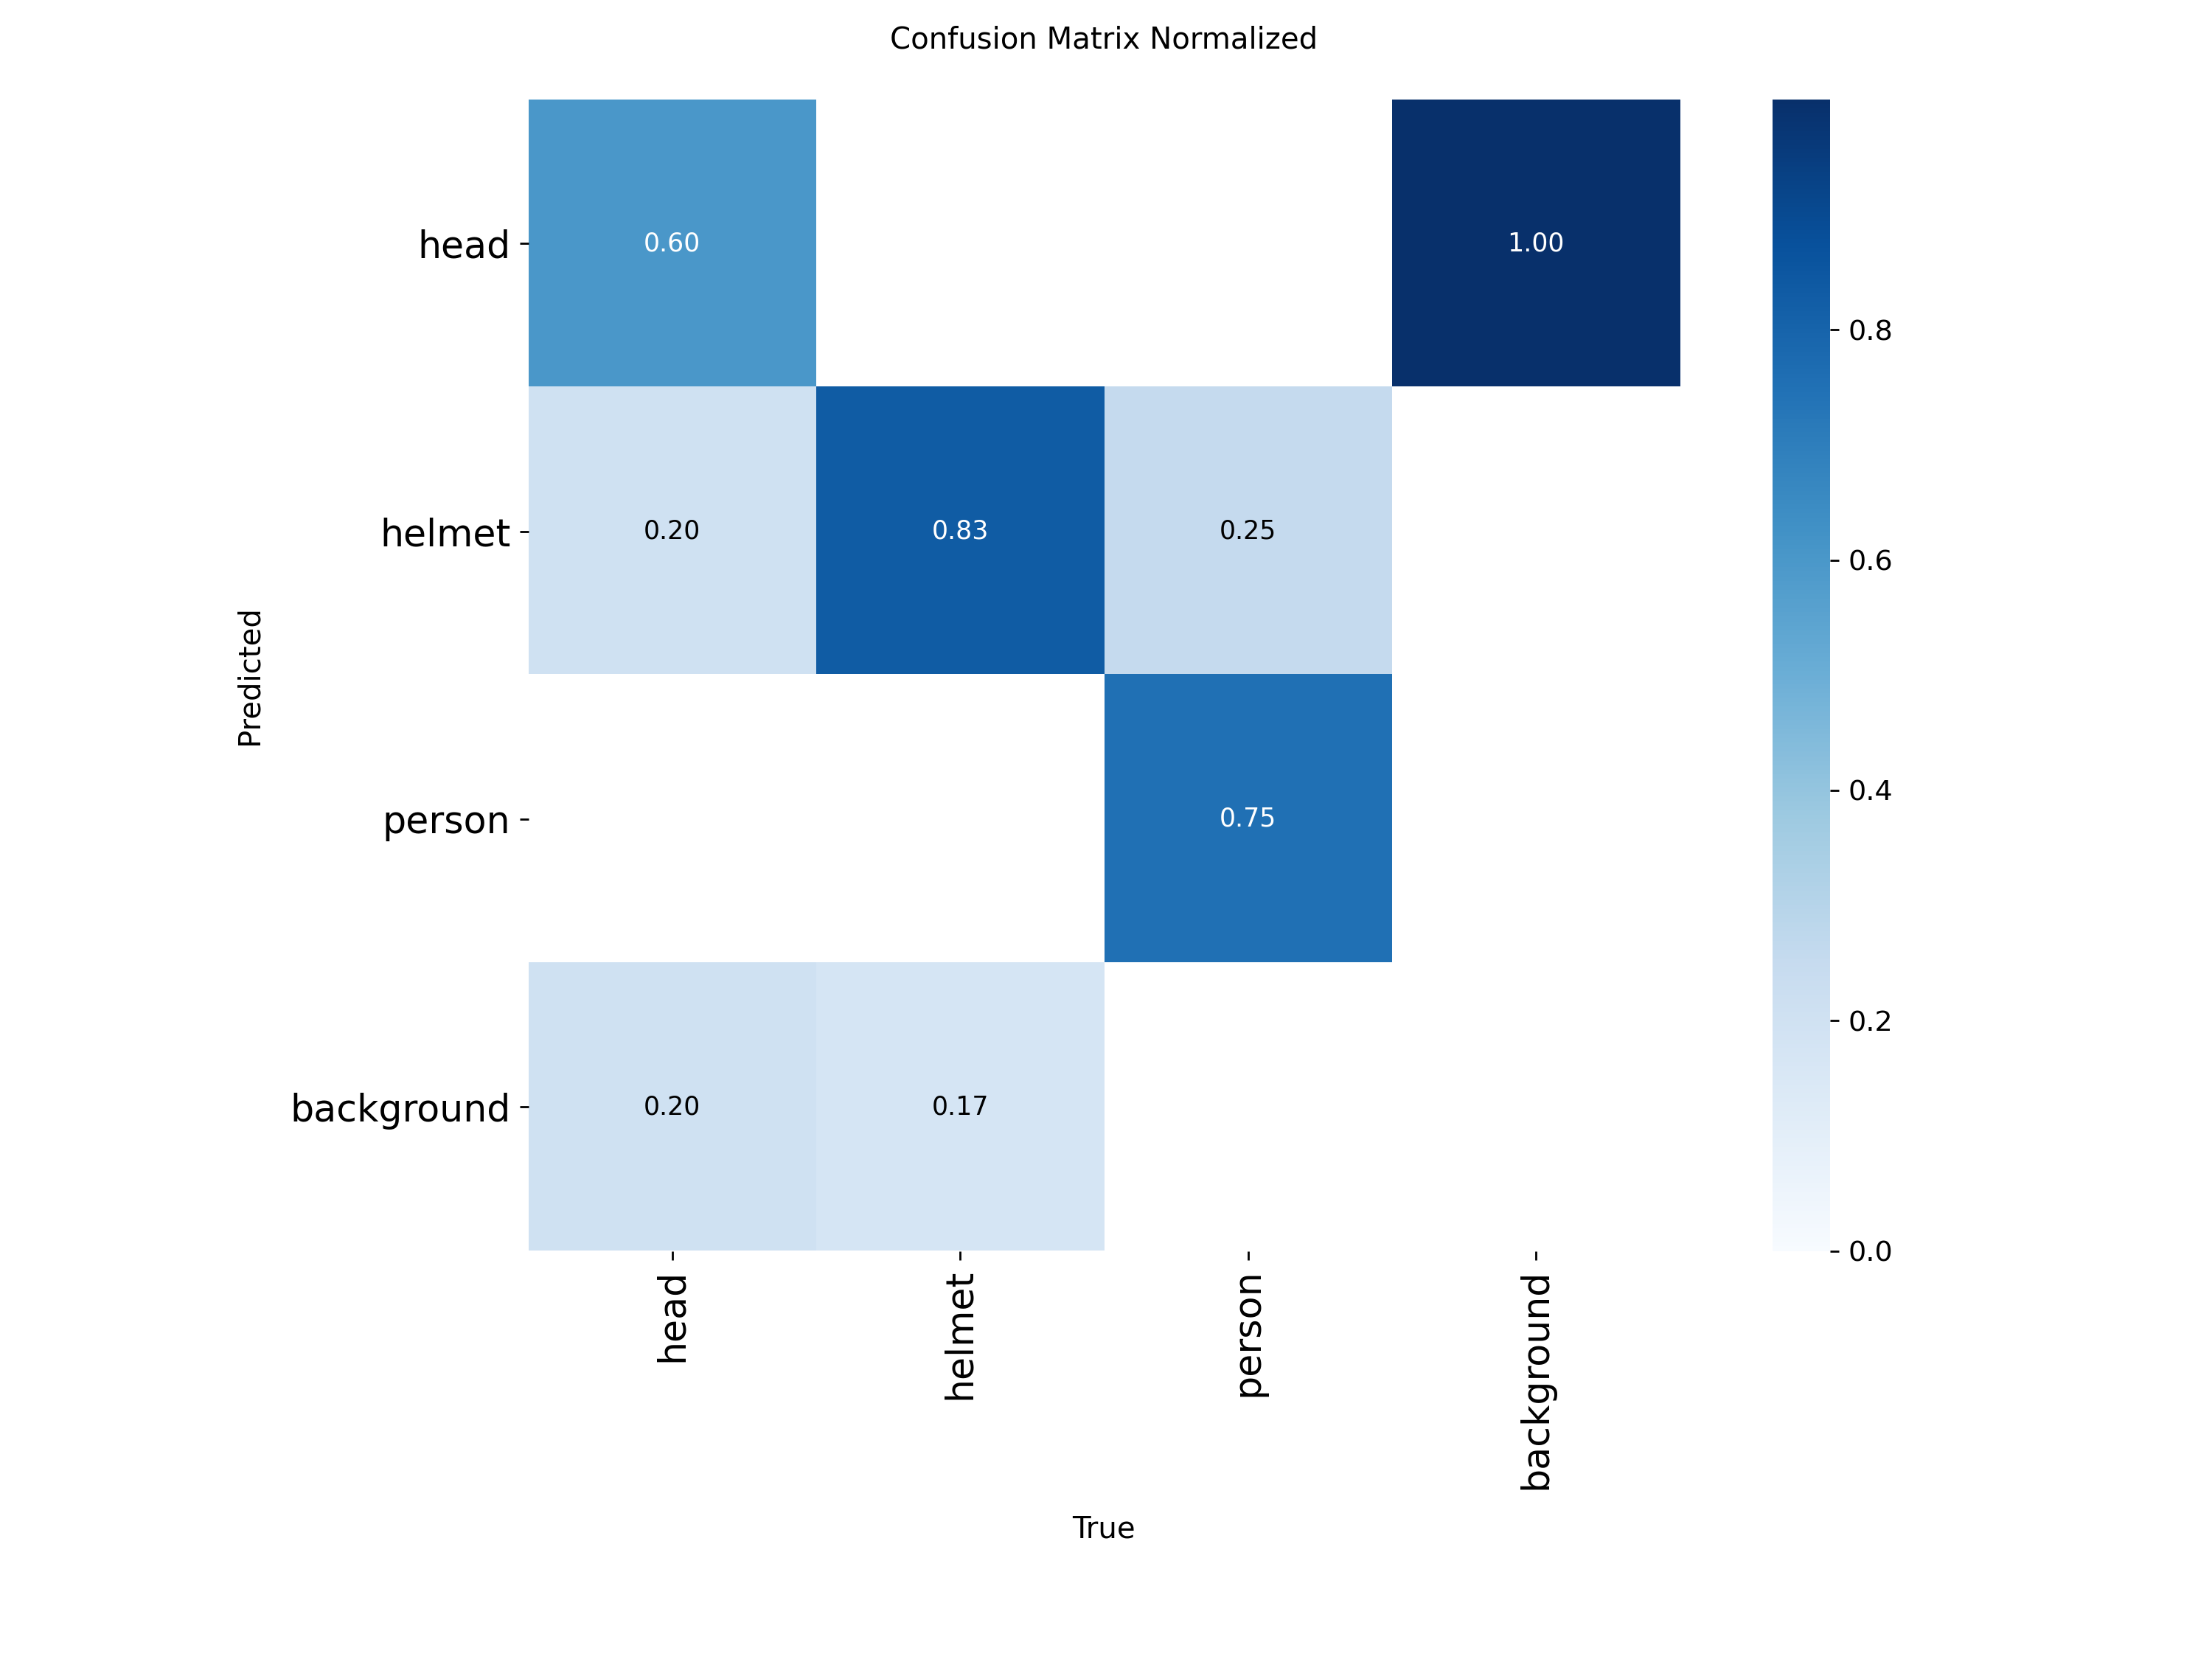 Confusion Matrix Normalized
head
0.60
1.00
0.8
helmet
0.20
0.83
0.25
0.6
Predicted
person
0.75
0.4
background
0.20
0.17
0.2
0.0
head
helmet
person
background
True